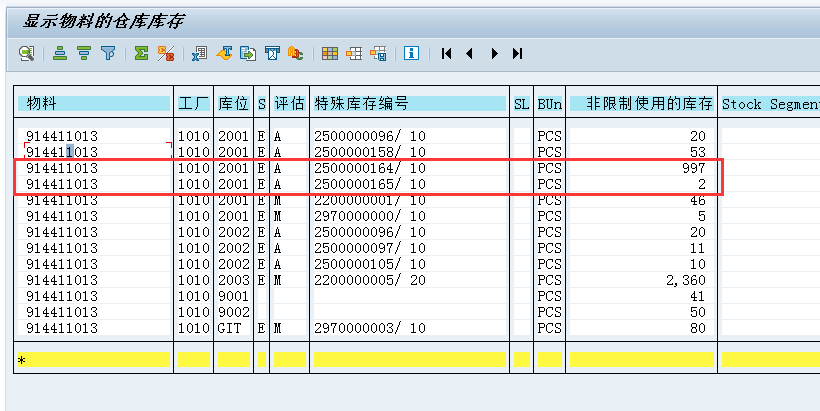 显示物料的仓库库存
物料 工厂 库位 S 评估 特殊库存编号 SL BUn 非限制使用的库存 Stock Segment
914411013 1010 2001 E A 2500000096/ 10 PCS 20
914411013 1010 2001 E A 2500000158/ 10 PCS 53
914411013 1010 2001 E A 2500000164/ 10 PCS 997
914411013 1010 2001 E A 2500000165/ 10 PCS 2
914411013 1010 2001 E M 2200000001/ 10 PCS 46
914411013 1010 2001 E M 2970000000/ 10 PCS 5
914411013 1010 2002 E A 2500000096/ 10 PCS 20
914411013 1010 2002 E A 2500000097/ 10 PCS 11
914411013 1010 2002 E A 2500000105/ 10 PCS 10
914411013 1010 2003 E M 2200000005/ 20 PCS 2,360
914411013 1010 9001 PCS 41
914411013 1010 9002 PCS 50
914411013 1010 GIT E M 2970000003/ 10 PCS 80
*